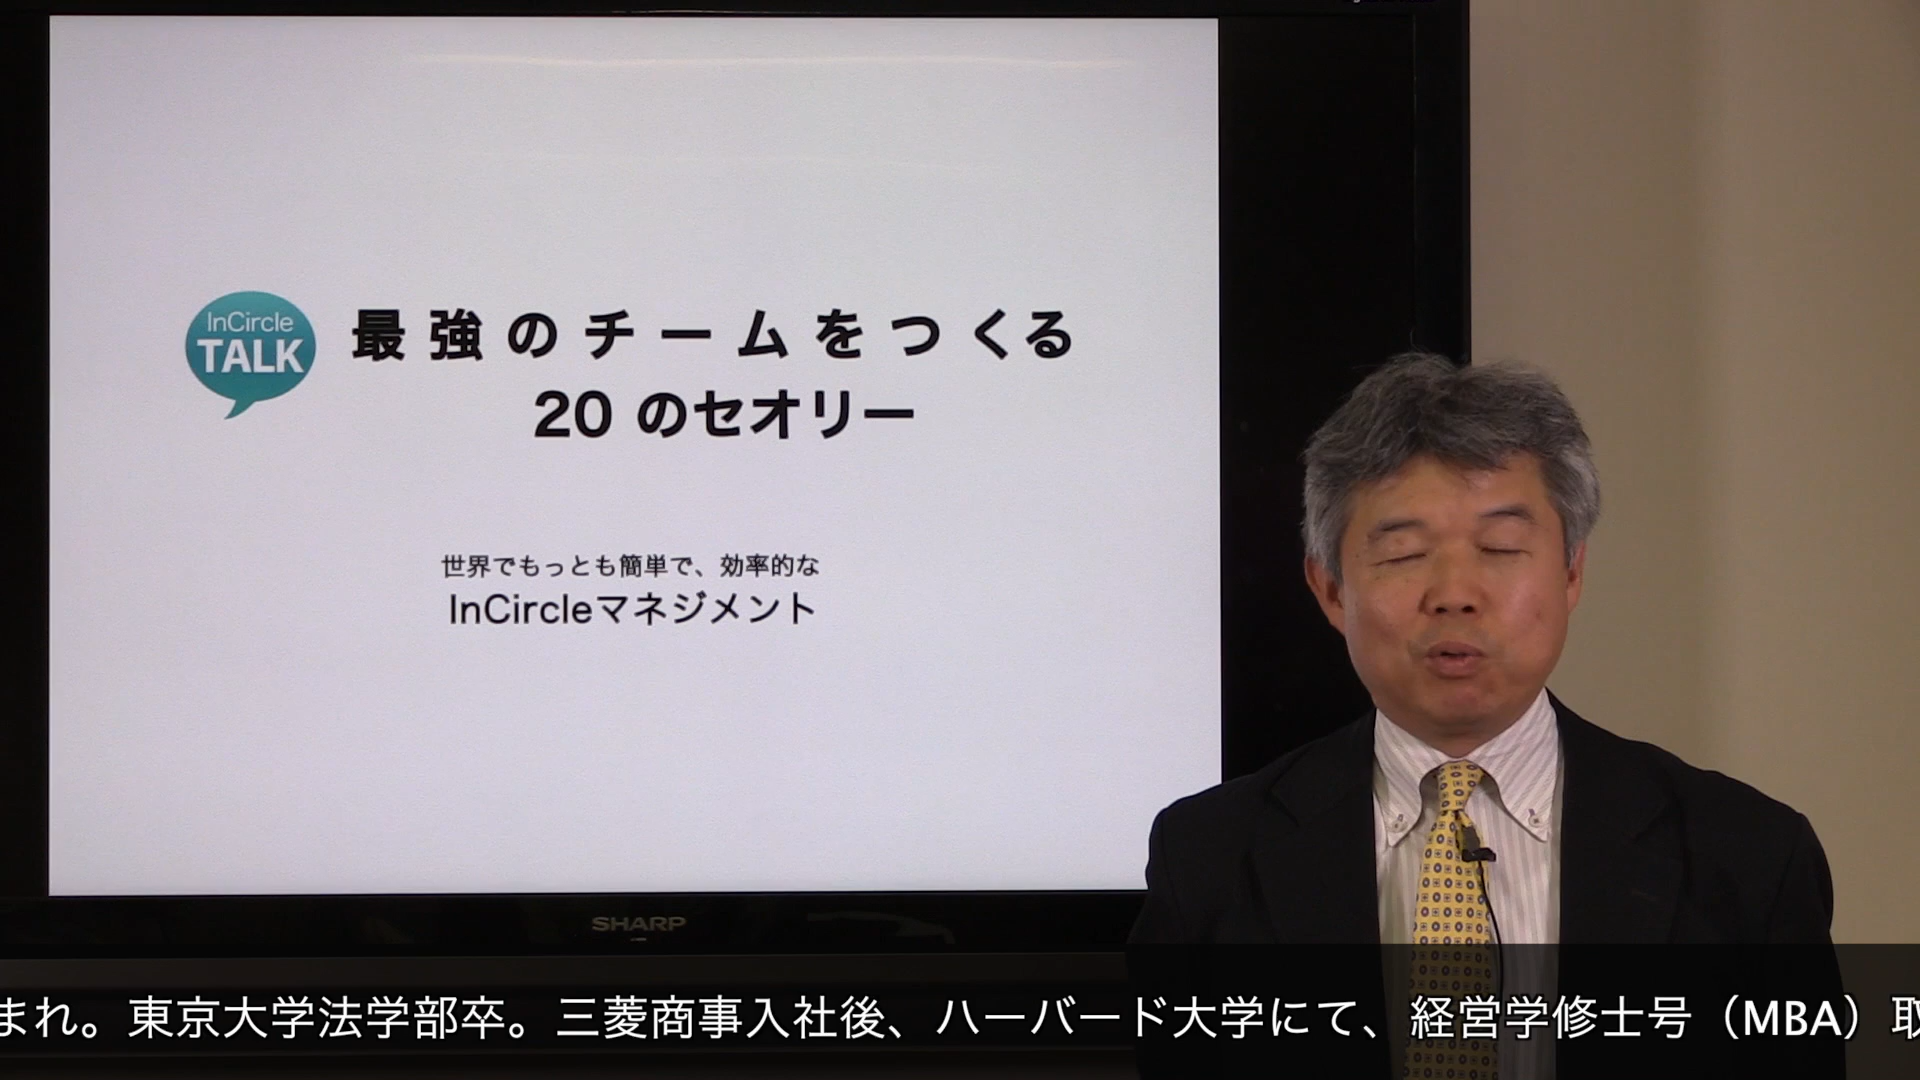 InCircle
TALK
最強のチームをつくる
20 のセオリー
世界でもっとも簡単で、効率的な
InCircleマネジメント
SHARP
まれ。東京大学法学部卒。三菱商事入社後、ハーバード大学にて、経営学修士号（MBA）取